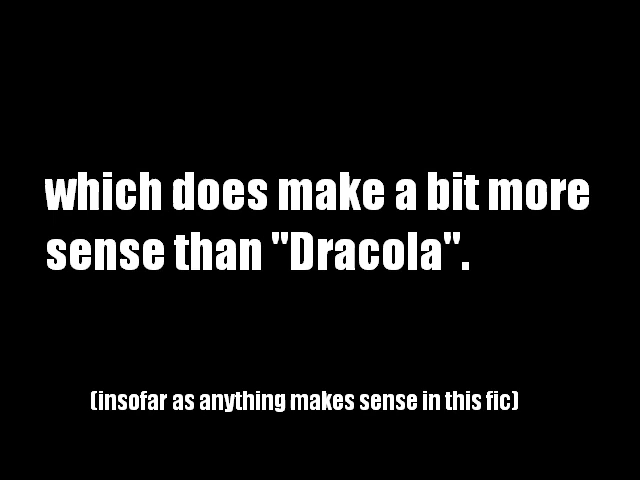 which does make a bit more
sense than "Dracola".
(insofar as anything makes sense in this fic)